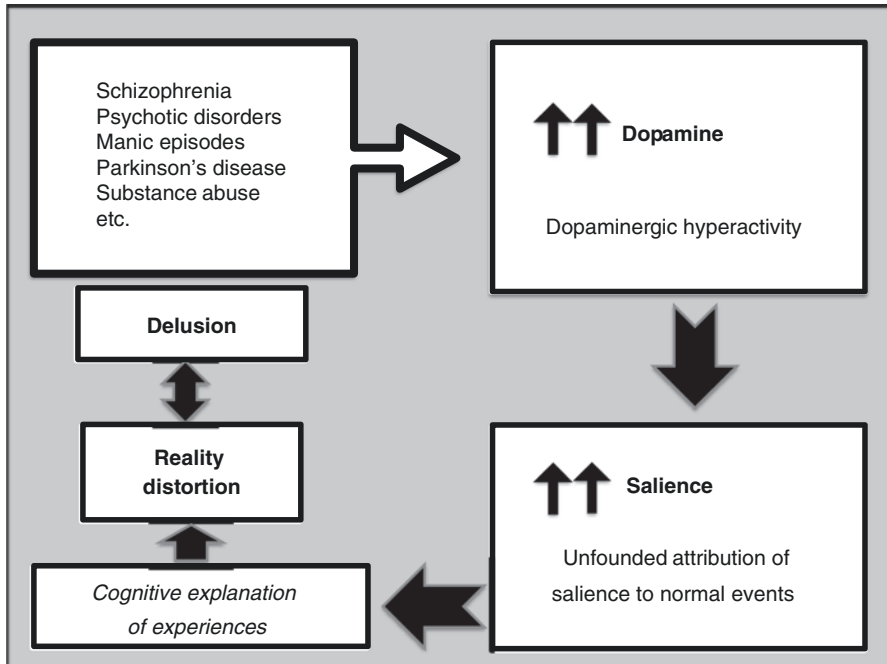 Schizophrenia
Psychotic disorders
Manic episodes
Parkinson's disease
Substance abuse
etc.
Dopamine
Dopaminergic hyperactivity
Salience
Unfounded attribution of
salience to normal events
Cognitive explanation
of experiences
Reality
distortion
Delusion